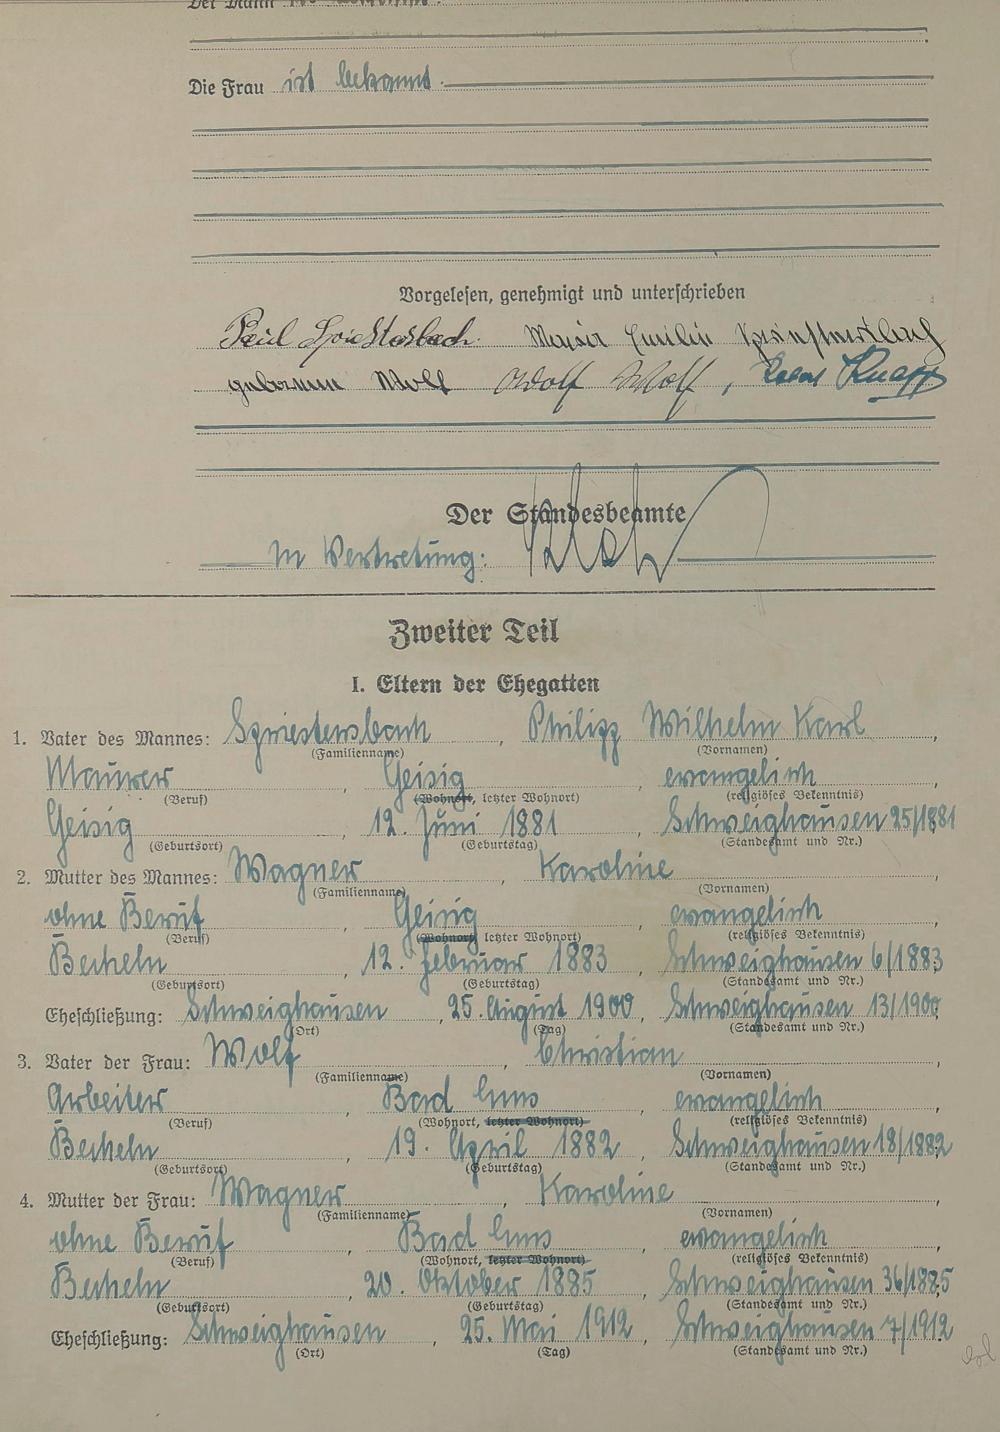 Der Mann ist bekannt.
Die Frau ist bekannt.
Vorgelesen, genehmigt und unterschrieben
Paul Spriestersbach. Maria Emilie Spriestersbach
geborene Wolf Adolf Wolf, Robert Knapp
Der Standesbeamte
In Vertretung:
Zweiter Teil
I. Eltern der Ehegatten
1. Vater des Mannes: Spriestersbach, Philipp Wilhelm Karl,
(Familienname) (Vornamen)
Maurer, Geisig, evangelisch,
(Beruf) (Wohnort, letzter Wohnort) (religiöses Bekenntnis)
Geisig, 12. Juni 1881, Schweighausen 25/1881
(Geburtsort) (Geburtstag) (Standesamt und Nr.)
2. Mutter des Mannes: Wagner, Karoline,
(Familienname) (Vornamen)
ohne Beruf, Geisig, evangelisch,
(Beruf) (Wohnort, letzter Wohnort) (religiöses Bekenntnis)
Becheln, 12. Februar 1883, Schweighausen 6/1883
(Geburtsort) (Geburtstag) (Standesamt und Nr.)
Eheschließung: Schweighausen, 25. August 1900, Schweighausen 13/1900
(Ort) (Tag) (Standesamt und Nr.)
3. Vater der Frau: Wolf, Christian,
(Familienname) (Vornamen)
Arbeiter, Bad Ems, evangelisch,
(Beruf) (Wohnort, letzter Wohnort) (religiöses Bekenntnis)
Becheln, 19. April 1882, Schweighausen 18/1882
(Geburtsort) (Geburtstag) (Standesamt und Nr.)
4. Mutter der Frau: Wagner, Karoline,
(Familienname) (Vornamen)
ohne Beruf, Bad Ems, evangelisch,
(Beruf) (Wohnort, letzter Wohnort) (religiöses Bekenntnis)
Becheln, 20. Oktober 1885, Schweighausen 36/1885
(Geburtsort) (Geburtstag) (Standesamt und Nr.)
Eheschließung: Schweighausen, 25. Mai 1912, Schweighausen 7/1912
(Ort) (Tag) (Standesamt und Nr.)